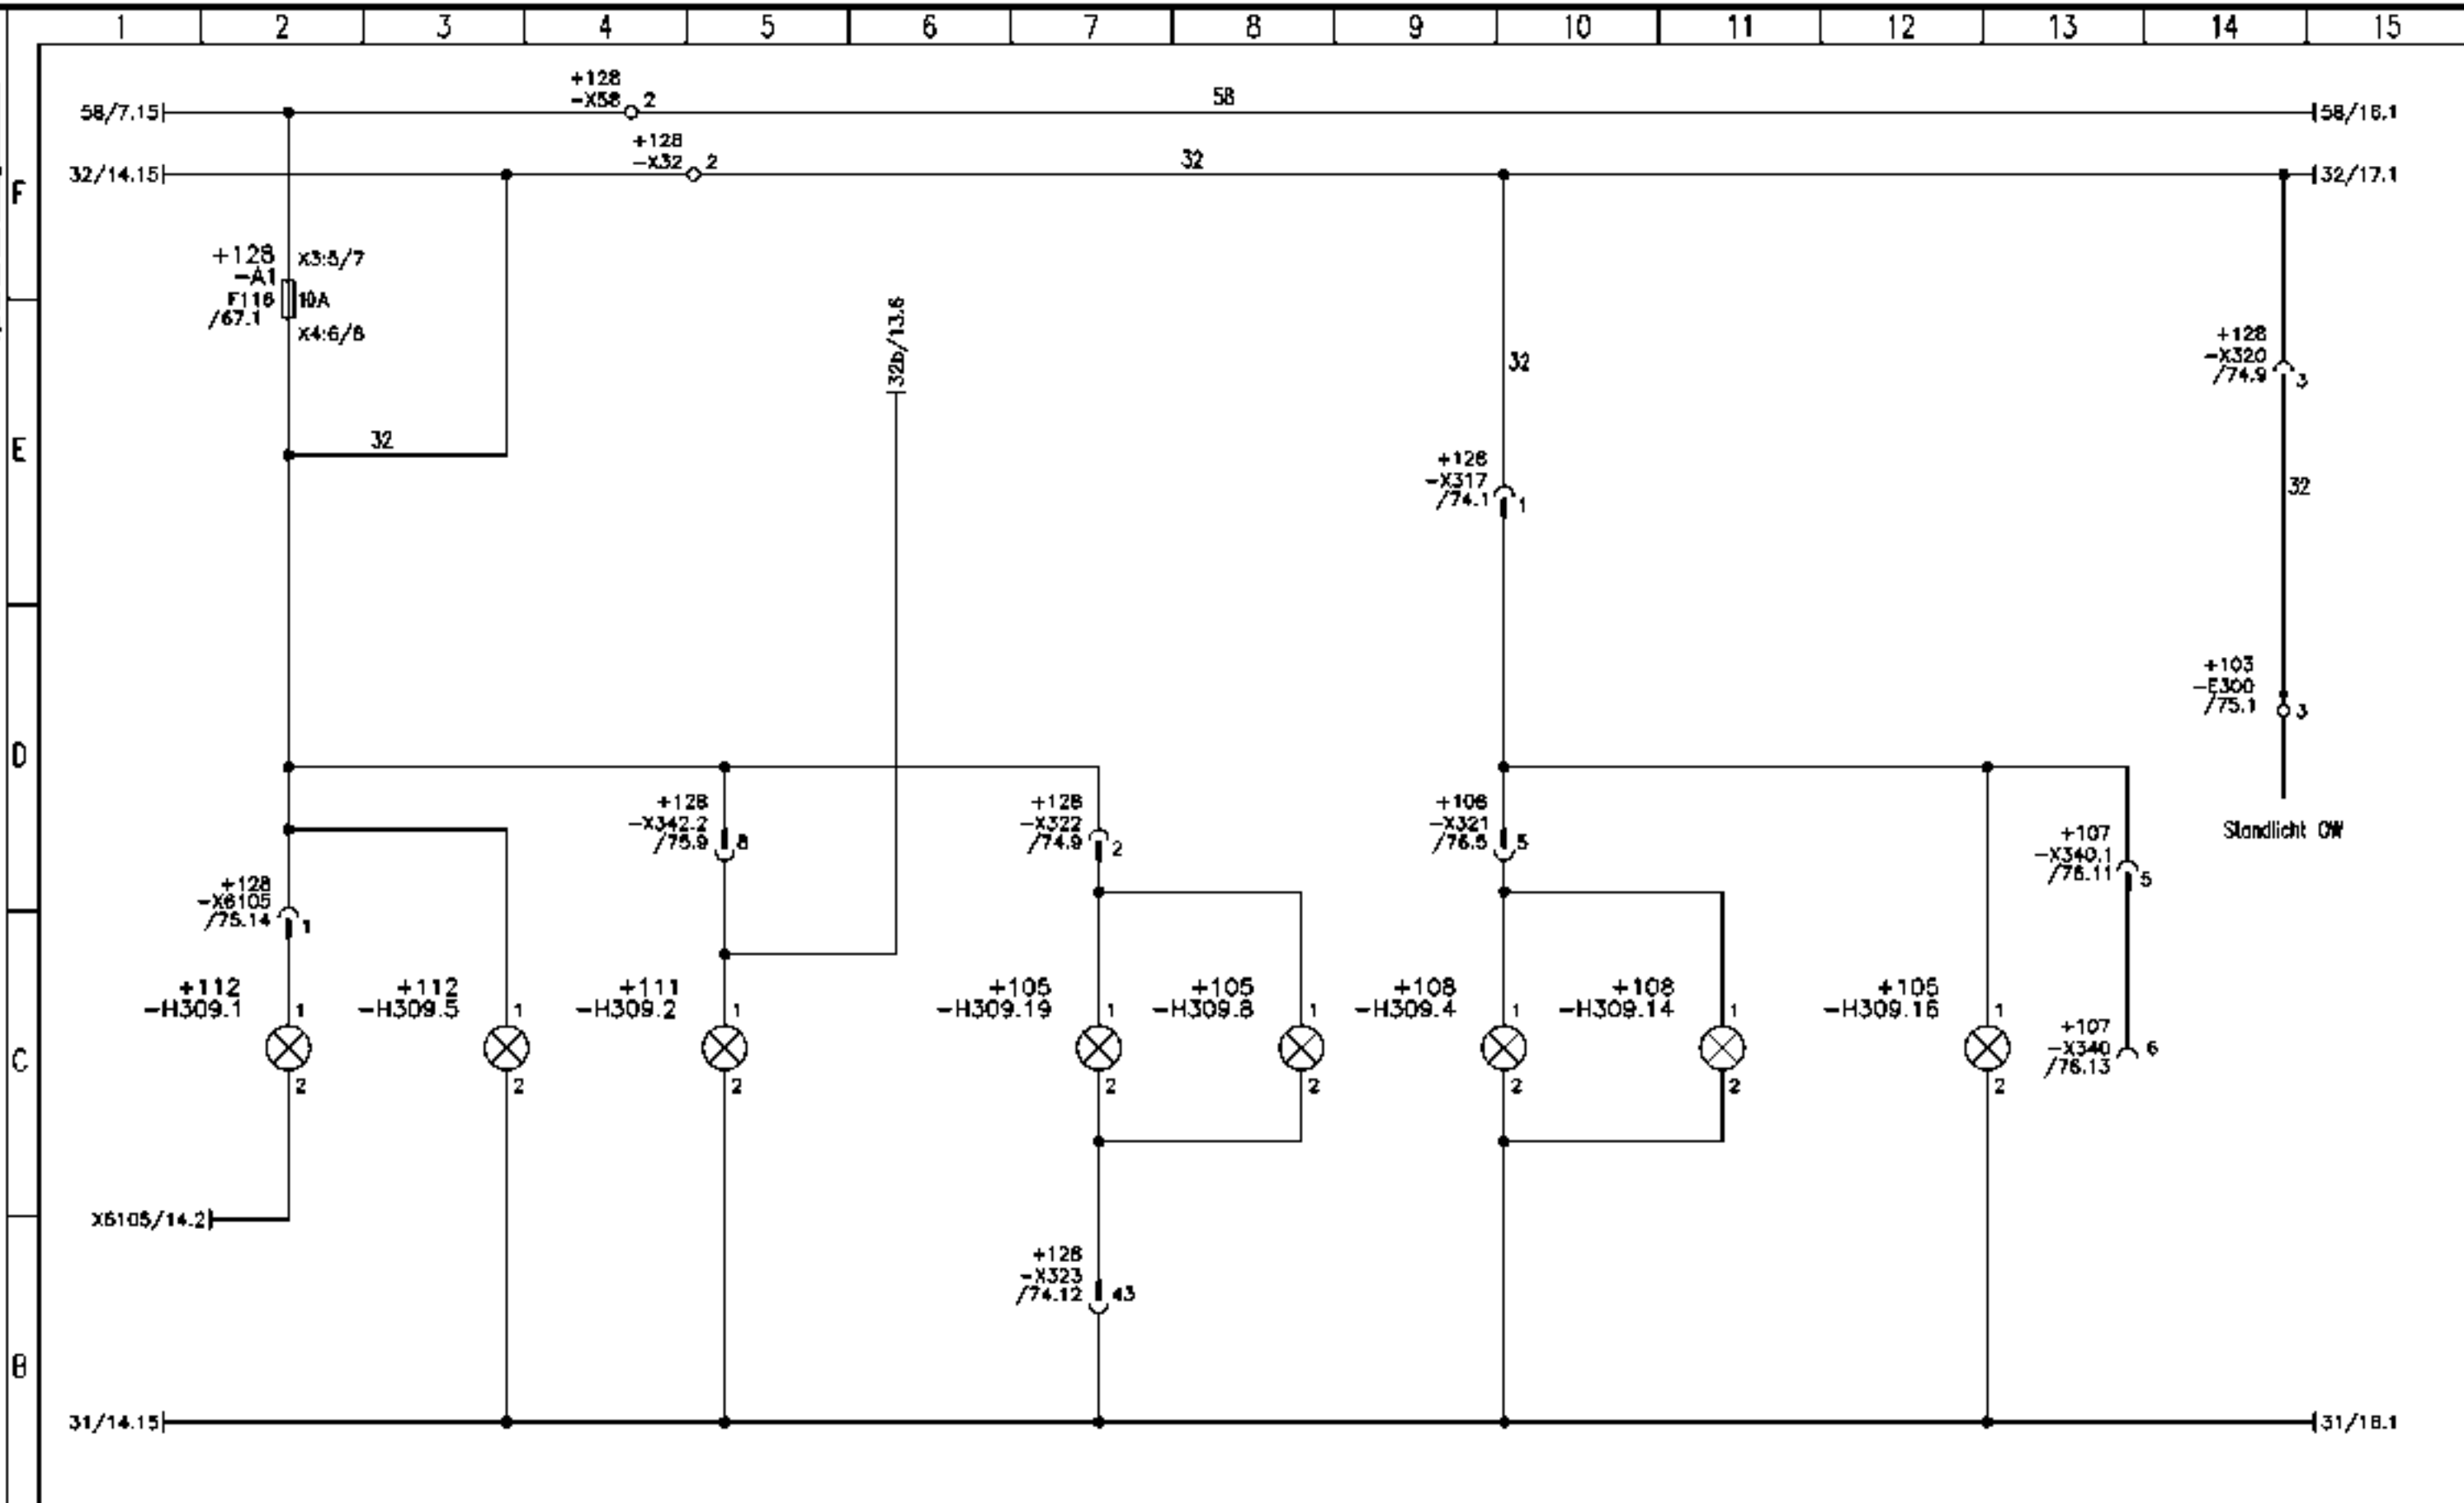 1 2 3 4 5 6 7 8 9 10 11 12 13 14 15
+128
58/7.15 -X58 2 58 58/16.1
+128
32/14.15 -X32 2 32 32/17.1
F
+128 X3:5/7
-A1
F116 10A
/67.1
X4:6/8
32b/13.6
32
+128
-X320
/74.9 3
E
32
+128
-X317
/74.1 1
32
+103
-E300
/75.1 3
D
+128
-X342.2
/75.9 8
+128
-X322
/74.9 2
+106
-X321
/76.5 5
Standlicht OW
+107
-X340.1
/76.11 5
+128
-X6105
/75.14 1
+112
-H309.1 1
2
+112
-H309.5 1
2
+111
-H309.2 1
2
+105
-H309.19 1
2
+105
-H309.8 1
2
+108
-H309.4 1
2
+108
-H309.14 1
2
+106
-H309.16 1
2
+107
-X340 6
/76.13
C
X6105/14.2
+128
-X323
/74.12 43
B
31/14.15 31/18.1